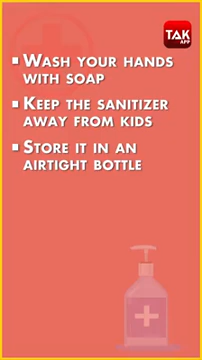 TAK
APP
▪ WASH YOUR HANDS
WITH SOAP
▪ KEEP THE SANITIZER
AWAY FROM KIDS
▪ STORE IT IN AN
AIRTIGHT BOTTLE